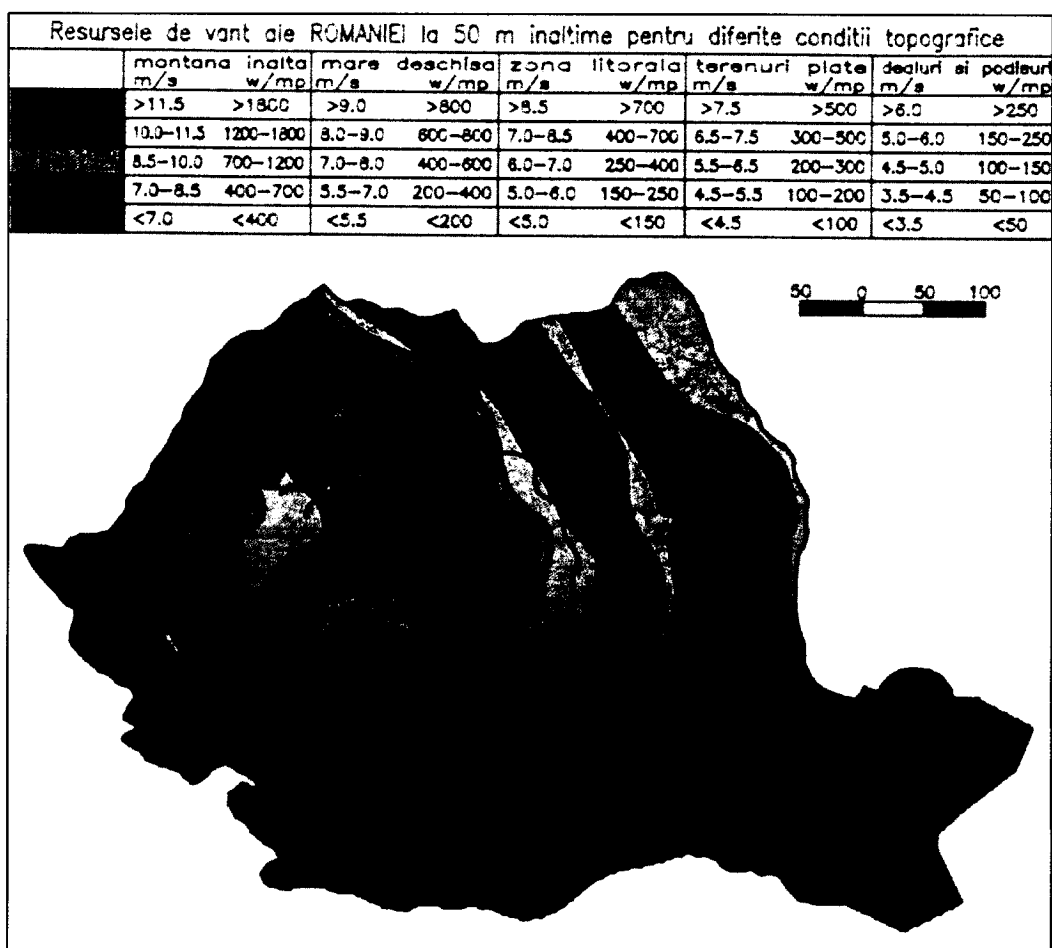 Resursele de vant ale ROMANIEI la 50 m inaltime pentru diferite conditii topografice
montana inalta mare deschisa zona litorala terenuri plate dealuri si podisuri
m/s w/mp m/s w/mp m/s w/mp m/s w/mp m/s w/mp
>11.5 >1800 >9.0 >800 >8.5 >700 >7.5 >500 >6.0 >250
10.0-11.5 1200-1800 8.0-9.0 600-800 7.0-8.5 400-700 6.5-7.5 300-500 5.0-6.0 150-250
8.5-10.0 700-1200 7.0-8.0 400-600 6.0-7.0 250-400 5.5-6.5 200-300 4.5-5.0 100-150
7.0-8.5 400-700 5.5-7.0 200-400 5.0-6.0 150-250 4.5-5.5 100-200 3.5-4.5 50-100
<7.0 <400 <5.5 <200 <5.0 <150 <4.5 <100 <3.5 <50
50 0 50 100